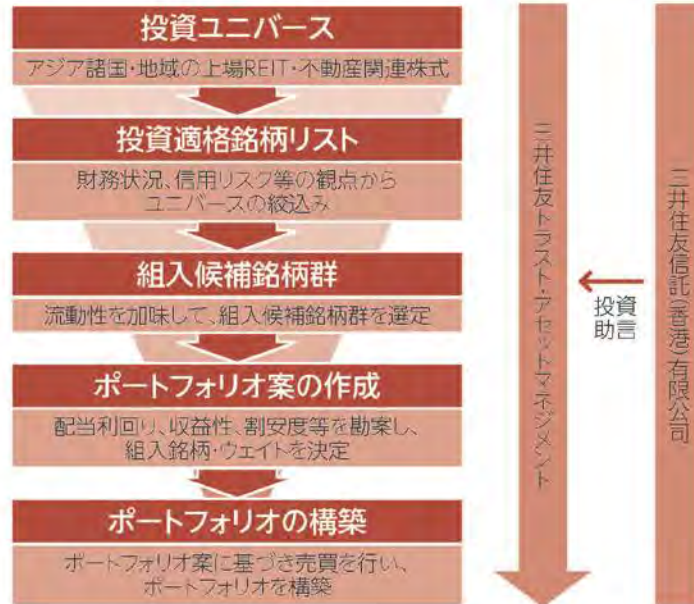 投資ユニバース
アジア諸国・地域の上場REIT・不動産関連株式
投資適格銘柄リスト
財務状況、信用リスク等の観点から
ユニバースの絞込み
組入候補銘柄群
流動性を加味して、組入候補銘柄群を選定
ポートフォリオ案の作成
配当利回り、収益性、割安度等を勘案し、
組入銘柄・ウェイトを決定
ポートフォリオの構築
ポートフォリオ案に基づき売買を行い、
ポートフォリオを構築
三井住友トラスト・アセットマネジメント
投資
助言
三井住友信託(香港)有限公司